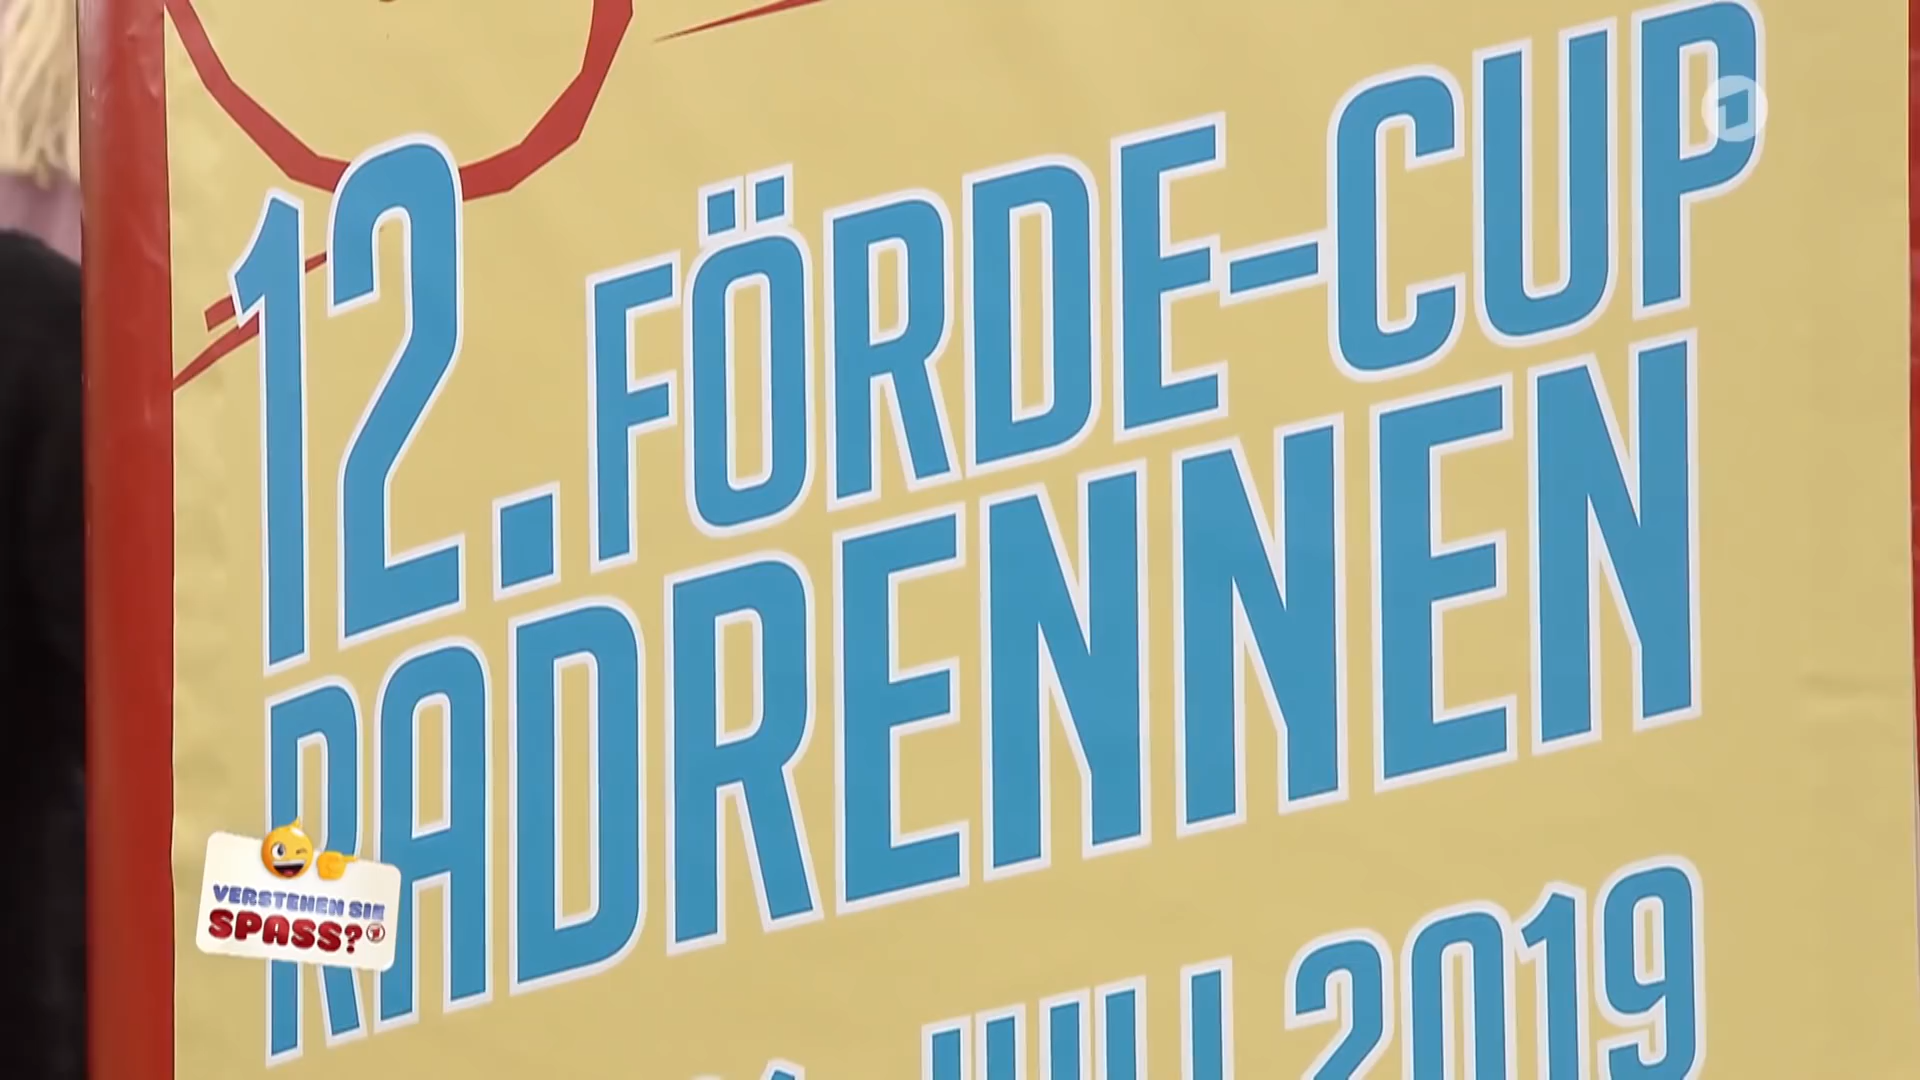 12. FÖRDE-CUP
RADRENNEN
JULI 2019
VERSTEHEN SIE
SPASS?